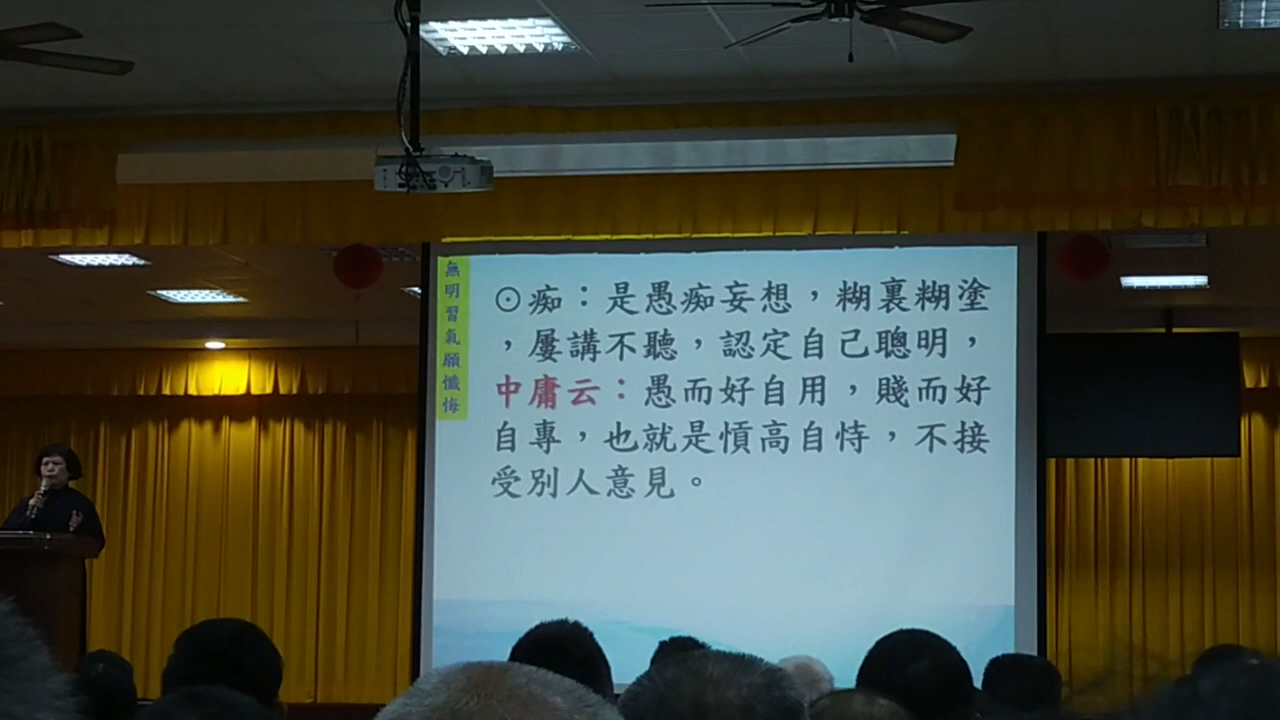 無明習氣願懺悔
⊙痴：是愚痴妄想，糊裏糊塗
，屢講不聽，認定自己聰明，
中庸云：愚而好自用，賤而好
自專，也就是慣高自恃，不接
受別人意見。